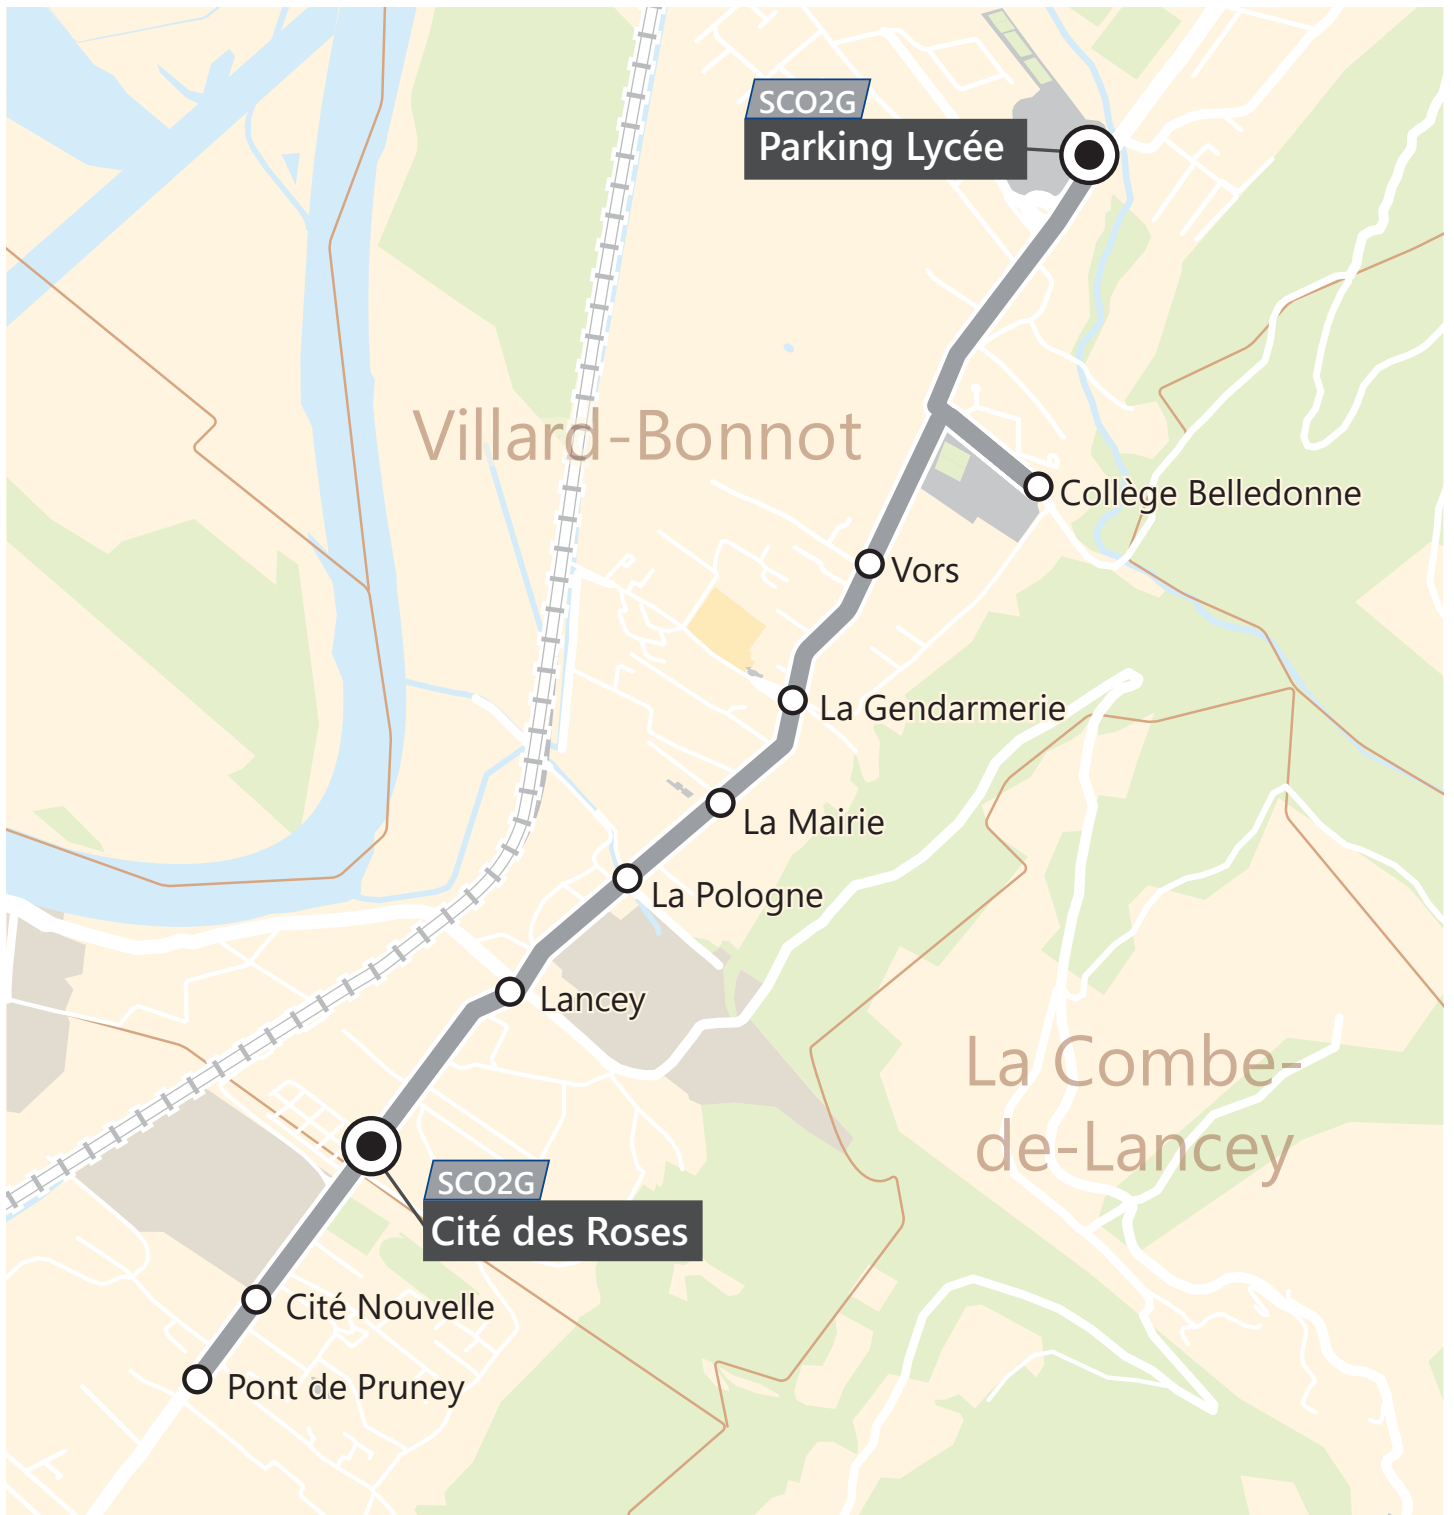 SCO2G
Parking Lycée
Villard-Bonnot
Collège Belledonne
Vors
La Gendarmerie
La Mairie
La Pologne
Lancey
La Combe-
de-Lancey
SCO2G
Cité des Roses
Cité Nouvelle
Pont de Pruney